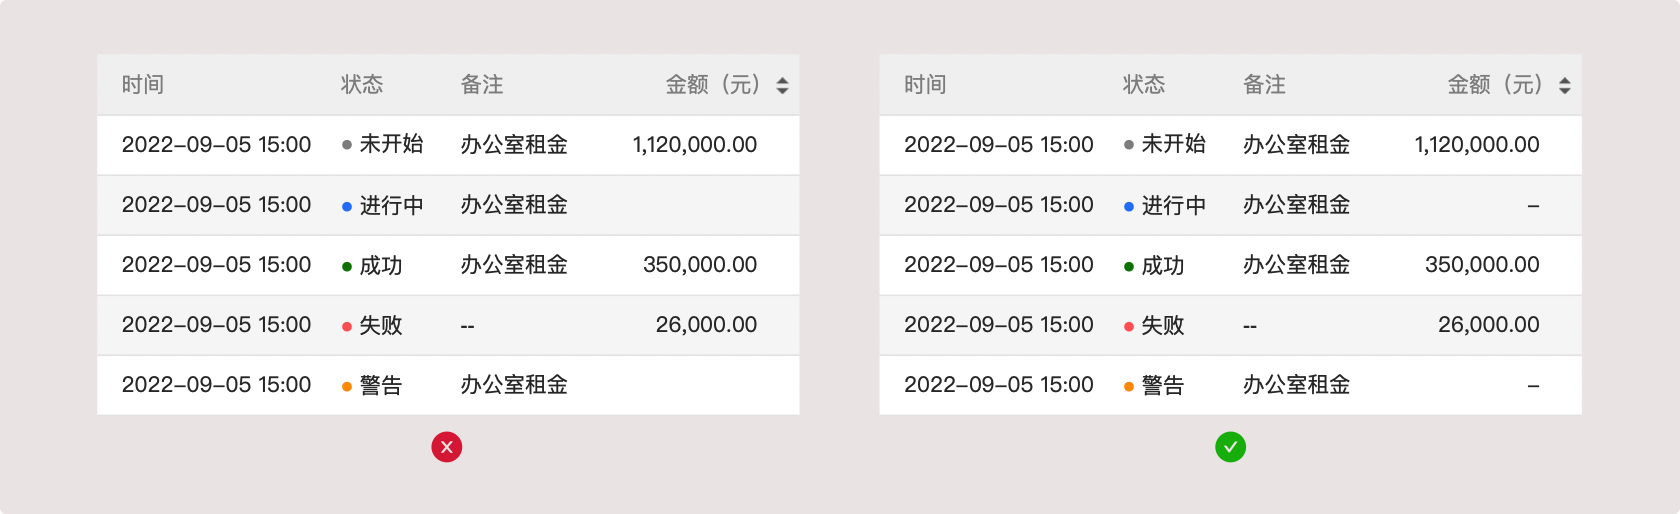 时间 状态 备注 金额（元）
2022–09–05 15:00 未开始 办公室租金 1,120,000.00
2022–09–05 15:00 进行中 办公室租金
2022–09–05 15:00 成功 办公室租金 350,000.00
2022–09–05 15:00 失败 -- 26,000.00
2022–09–05 15:00 警告 办公室租金
时间 状态 备注 金额（元）
2022–09–05 15:00 未开始 办公室租金 1,120,000.00
2022–09–05 15:00 进行中 办公室租金 –
2022–09–05 15:00 成功 办公室租金 350,000.00
2022–09–05 15:00 失败 -- 26,000.00
2022–09–05 15:00 警告 办公室租金 –